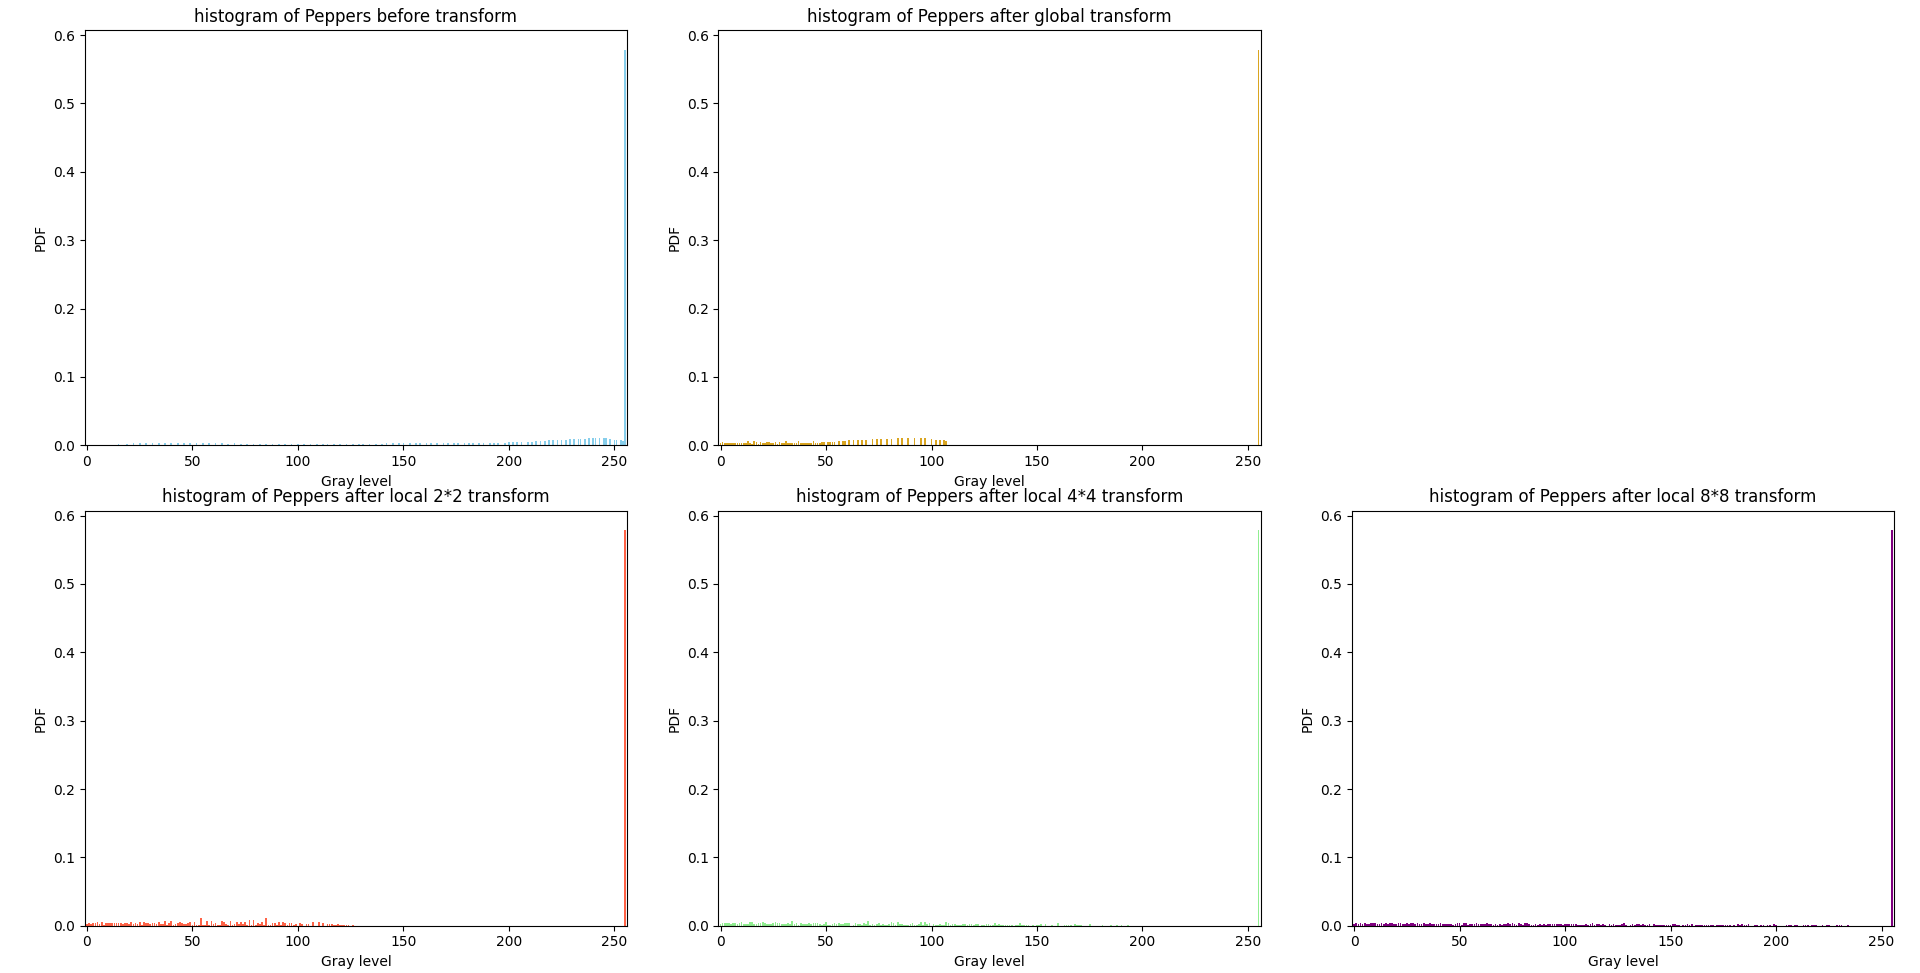 histogram of Peppers before transform
0.6
0.5
0.4
0.3
0.2
0.1
0.0
PDF
0 50 100 150 200 250
Gray level
histogram of Peppers after global transform
0.6
0.5
0.4
0.3
0.2
0.1
0.0
PDF
0 50 100 150 200 250
Gray level
histogram of Peppers after local 2*2 transform
0.6
0.5
0.4
0.3
0.2
0.1
0.0
PDF
0 50 100 150 200 250
Gray level
histogram of Peppers after local 4*4 transform
0.6
0.5
0.4
0.3
0.2
0.1
0.0
PDF
0 50 100 150 200 250
Gray level
histogram of Peppers after local 8*8 transform
0.6
0.5
0.4
0.3
0.2
0.1
0.0
PDF
0 50 100 150 200 250
Gray level